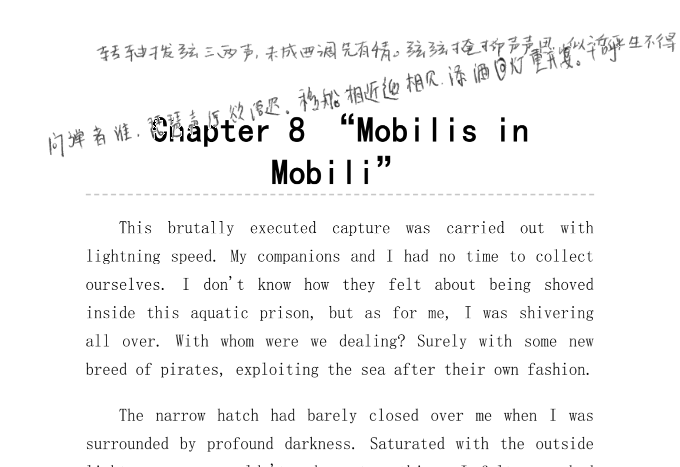 转轴拨弦三两声,未成曲调先有情。弦弦掩抑声声思,似诉平生不得
问弹者谁,琵琶声停欲语迟。移船相近邀相见,添酒回灯重开宴。千呼
Chapter 8 “Mobilis in
Mobili”
This brutally executed capture was carried out with
lightning speed. My companions and I had no time to collect
ourselves. I don't know how they felt about being shoved
inside this aquatic prison, but as for me, I was shivering
all over. With whom were we dealing? Surely with some new
breed of pirates, exploiting the sea after their own fashion.
The narrow hatch had barely closed over me when I was
surrounded by profound darkness. Saturated with the outside